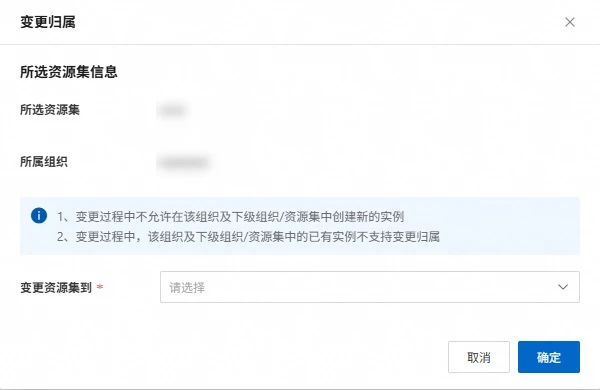 变更归属
所选资源集信息
所选资源集
所属组织
1、变更过程中不允许在该组织及下级组织/资源集中创建新的实例
2、变更过程中，该组织及下级组织/资源集中的已有实例不支持变更归属
变更资源集到 * 请选择
取消 确定